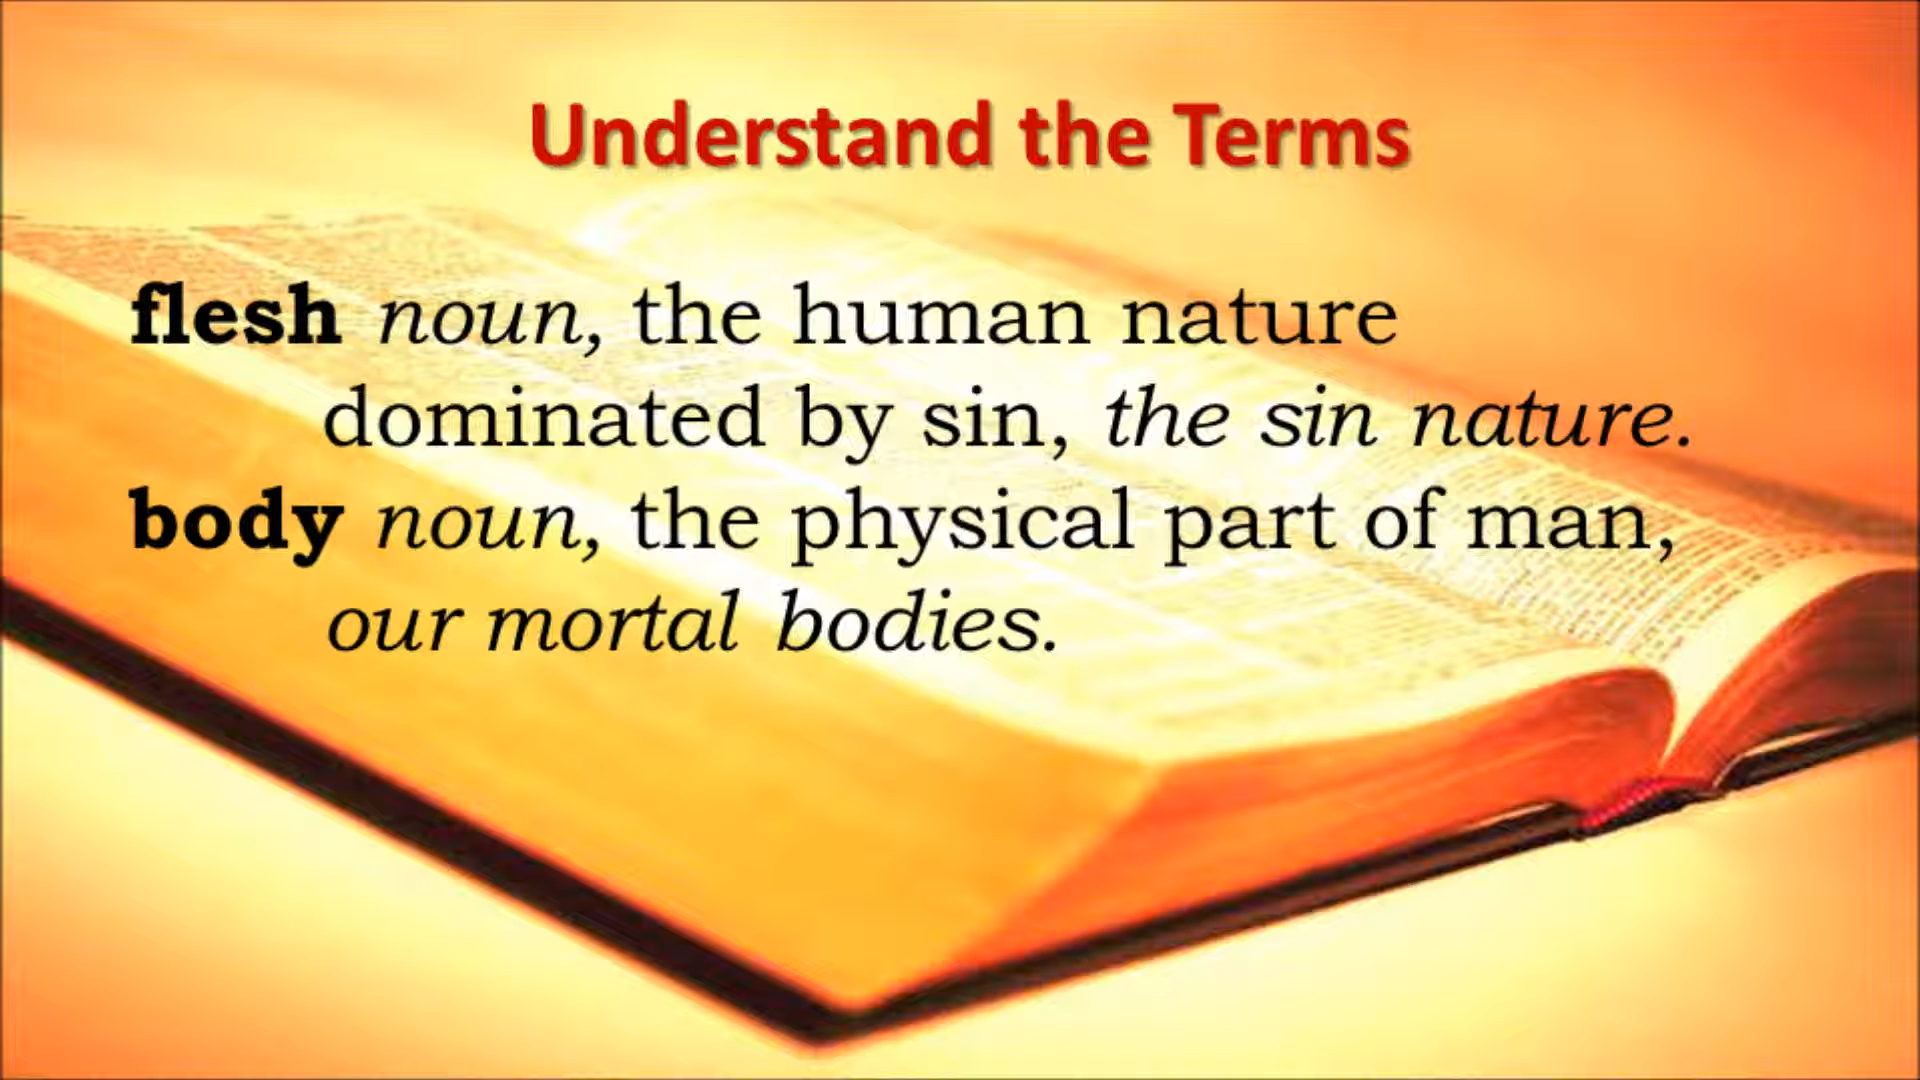 Understand the Terms
flesh noun, the human nature
dominated by sin, the sin nature.
body noun, the physical part of man,
our mortal bodies.